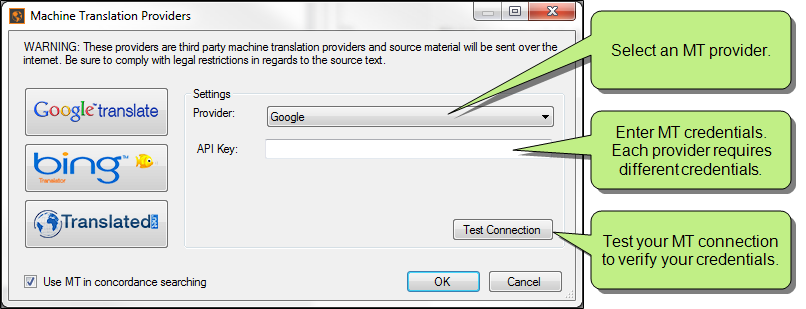 Machine Translation Providers
WARNING: These providers are third party machine translation providers and source material will be sent over the
internet. Be sure to comply with legal restrictions in regards to the source text.
Google™ translate
bing™
Translator
Translated
Settings
Provider:
Google
API Key:
Test Connection
Use MT in concordance searching
OK
Cancel
Select an MT provider.
Enter MT credentials.
Each provider requires
different credentials.
Test your MT connection
to verify your credentials.